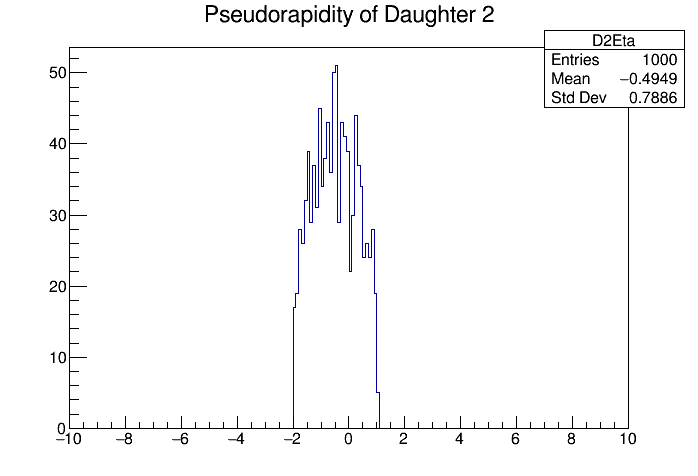 Pseudorapidity of Daughter 2
D2Eta
Entries 1000
Mean −0.4949
Std Dev 0.7886
50
40
30
20
10
0
−10 −8 −6 −4 −2 0 2 4 6 8 10